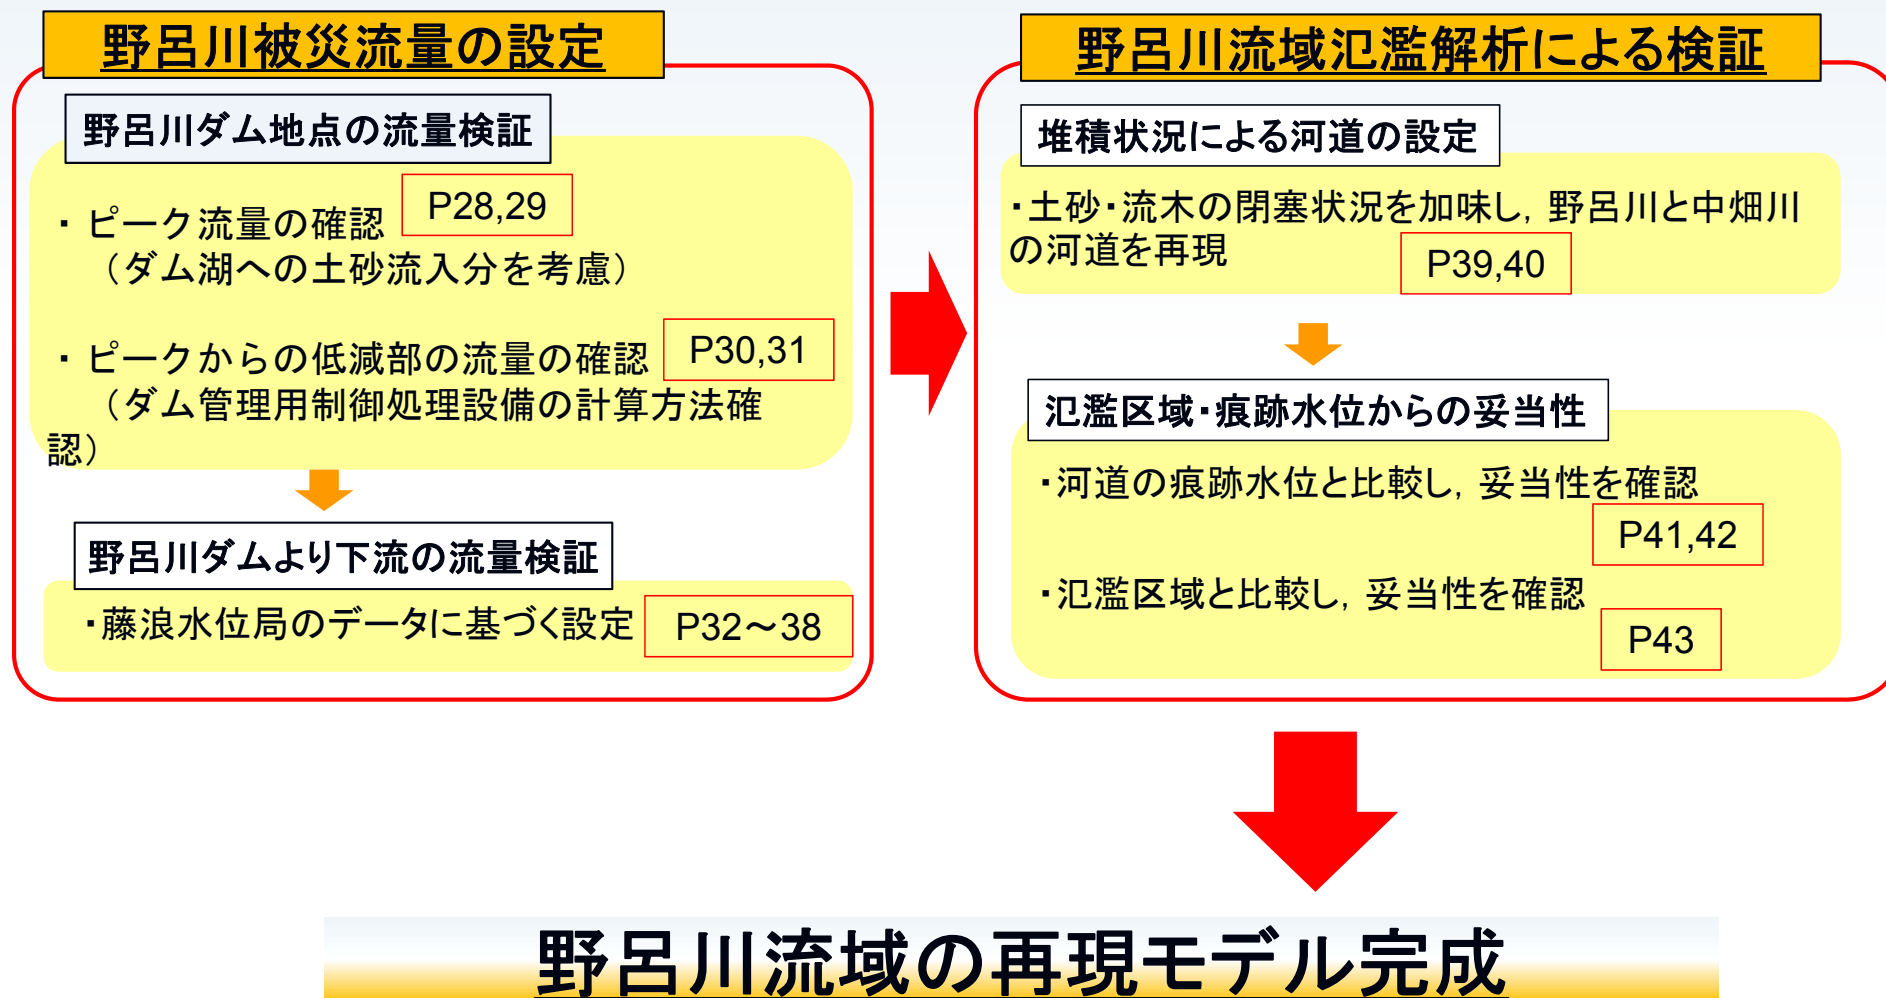 野呂川被災流量の設定
野呂川ダム地点の流量検証
・ピーク流量の確認
P28,29
（ダム湖への土砂流入分を考慮）
・ピークからの低減部の流量の確認
P30,31
（ダム管理用制御処理設備の計算方法確
認）
野呂川ダムより下流の流量検証
・藤浪水位局のデータに基づく設定
P32～38
野呂川流域氾濫解析による検証
堆積状況による河道の設定
・土砂・流木の閉塞状況を加味し，野呂川と中畑川
の河道を再現
P39,40
氾濫区域・痕跡水位からの妥当性
・河道の痕跡水位と比較し，妥当性を確認
P41,42
・氾濫区域と比較し，妥当性を確認
P43
野呂川流域の再現モデル完成